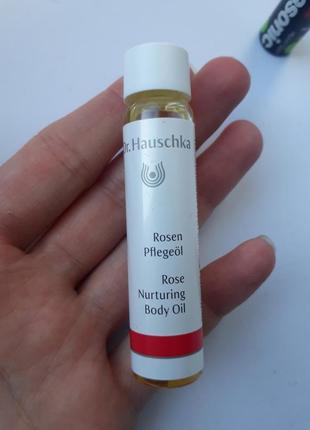 Dr. Hauschka
Rosen
Pflegeöl
Rose
Nurturing
Body Oil